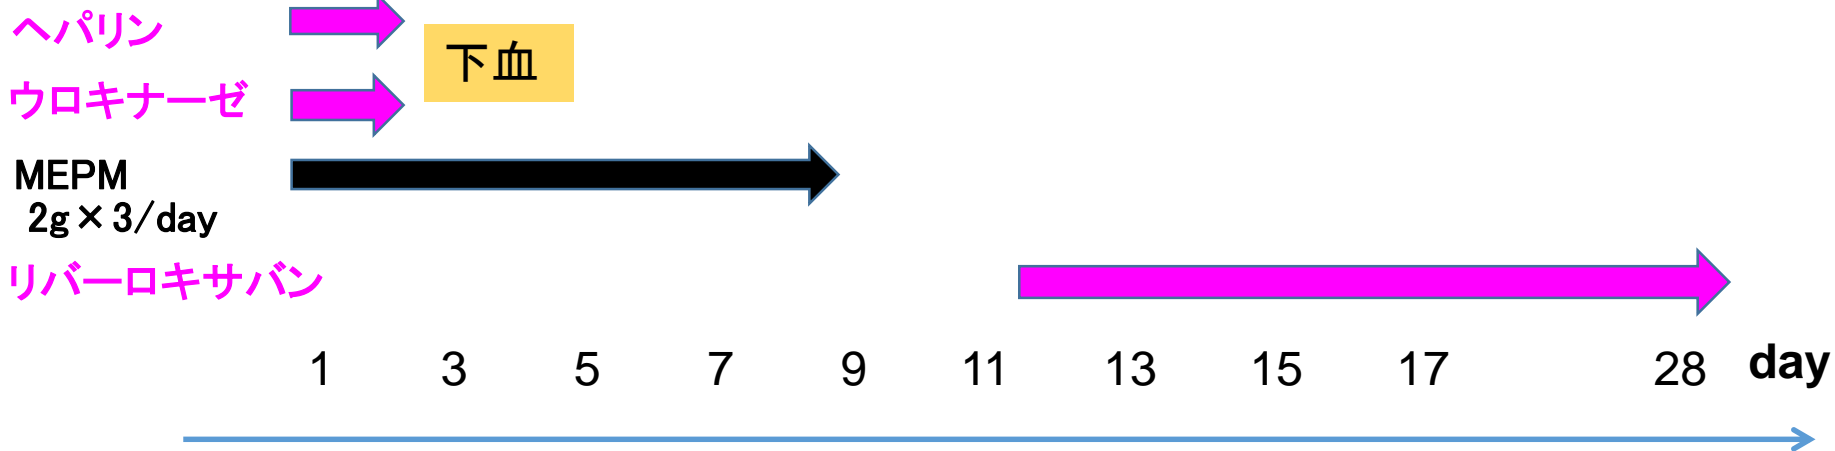 ヘパリン
下血
ウロキナーゼ
MEPM
2g×3/day
リバーロキサバン
1 3 5 7 9 11 13 15 17 28 day